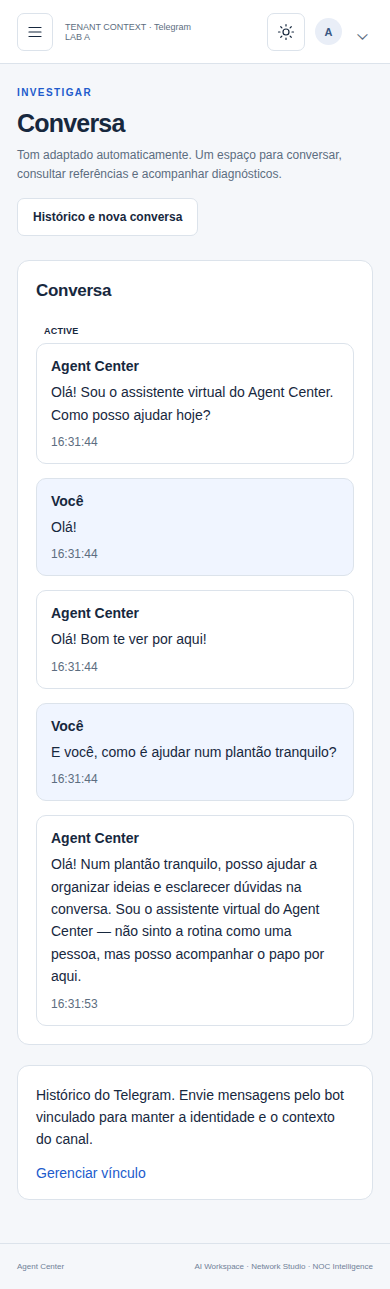 TENANT CONTEXT · Telegram
LAB A
A
INVESTIGAR
Conversa
Tom adaptado automaticamente. Um espaço para conversar,
consultar referências e acompanhar diagnósticos.
Histórico e nova conversa
Conversa
ACTIVE
Agent Center
Olá! Sou o assistente virtual do Agent Center.
Como posso ajudar hoje?
16:31:44
Você
Olá!
16:31:44
Agent Center
Olá! Bom te ver por aqui!
16:31:44
Você
E você, como é ajudar num plantão tranquilo?
16:31:44
Agent Center
Olá! Num plantão tranquilo, posso ajudar a
organizar ideias e esclarecer dúvidas na
conversa. Sou o assistente virtual do Agent
Center — não sinto a rotina como uma
pessoa, mas posso acompanhar o papo por
aqui.
16:31:53
Histórico do Telegram. Envie mensagens pelo bot
vinculado para manter a identidade e o contexto
do canal.
Gerenciar vínculo
Agent Center
AI Workspace · Network Studio · NOC Intelligence